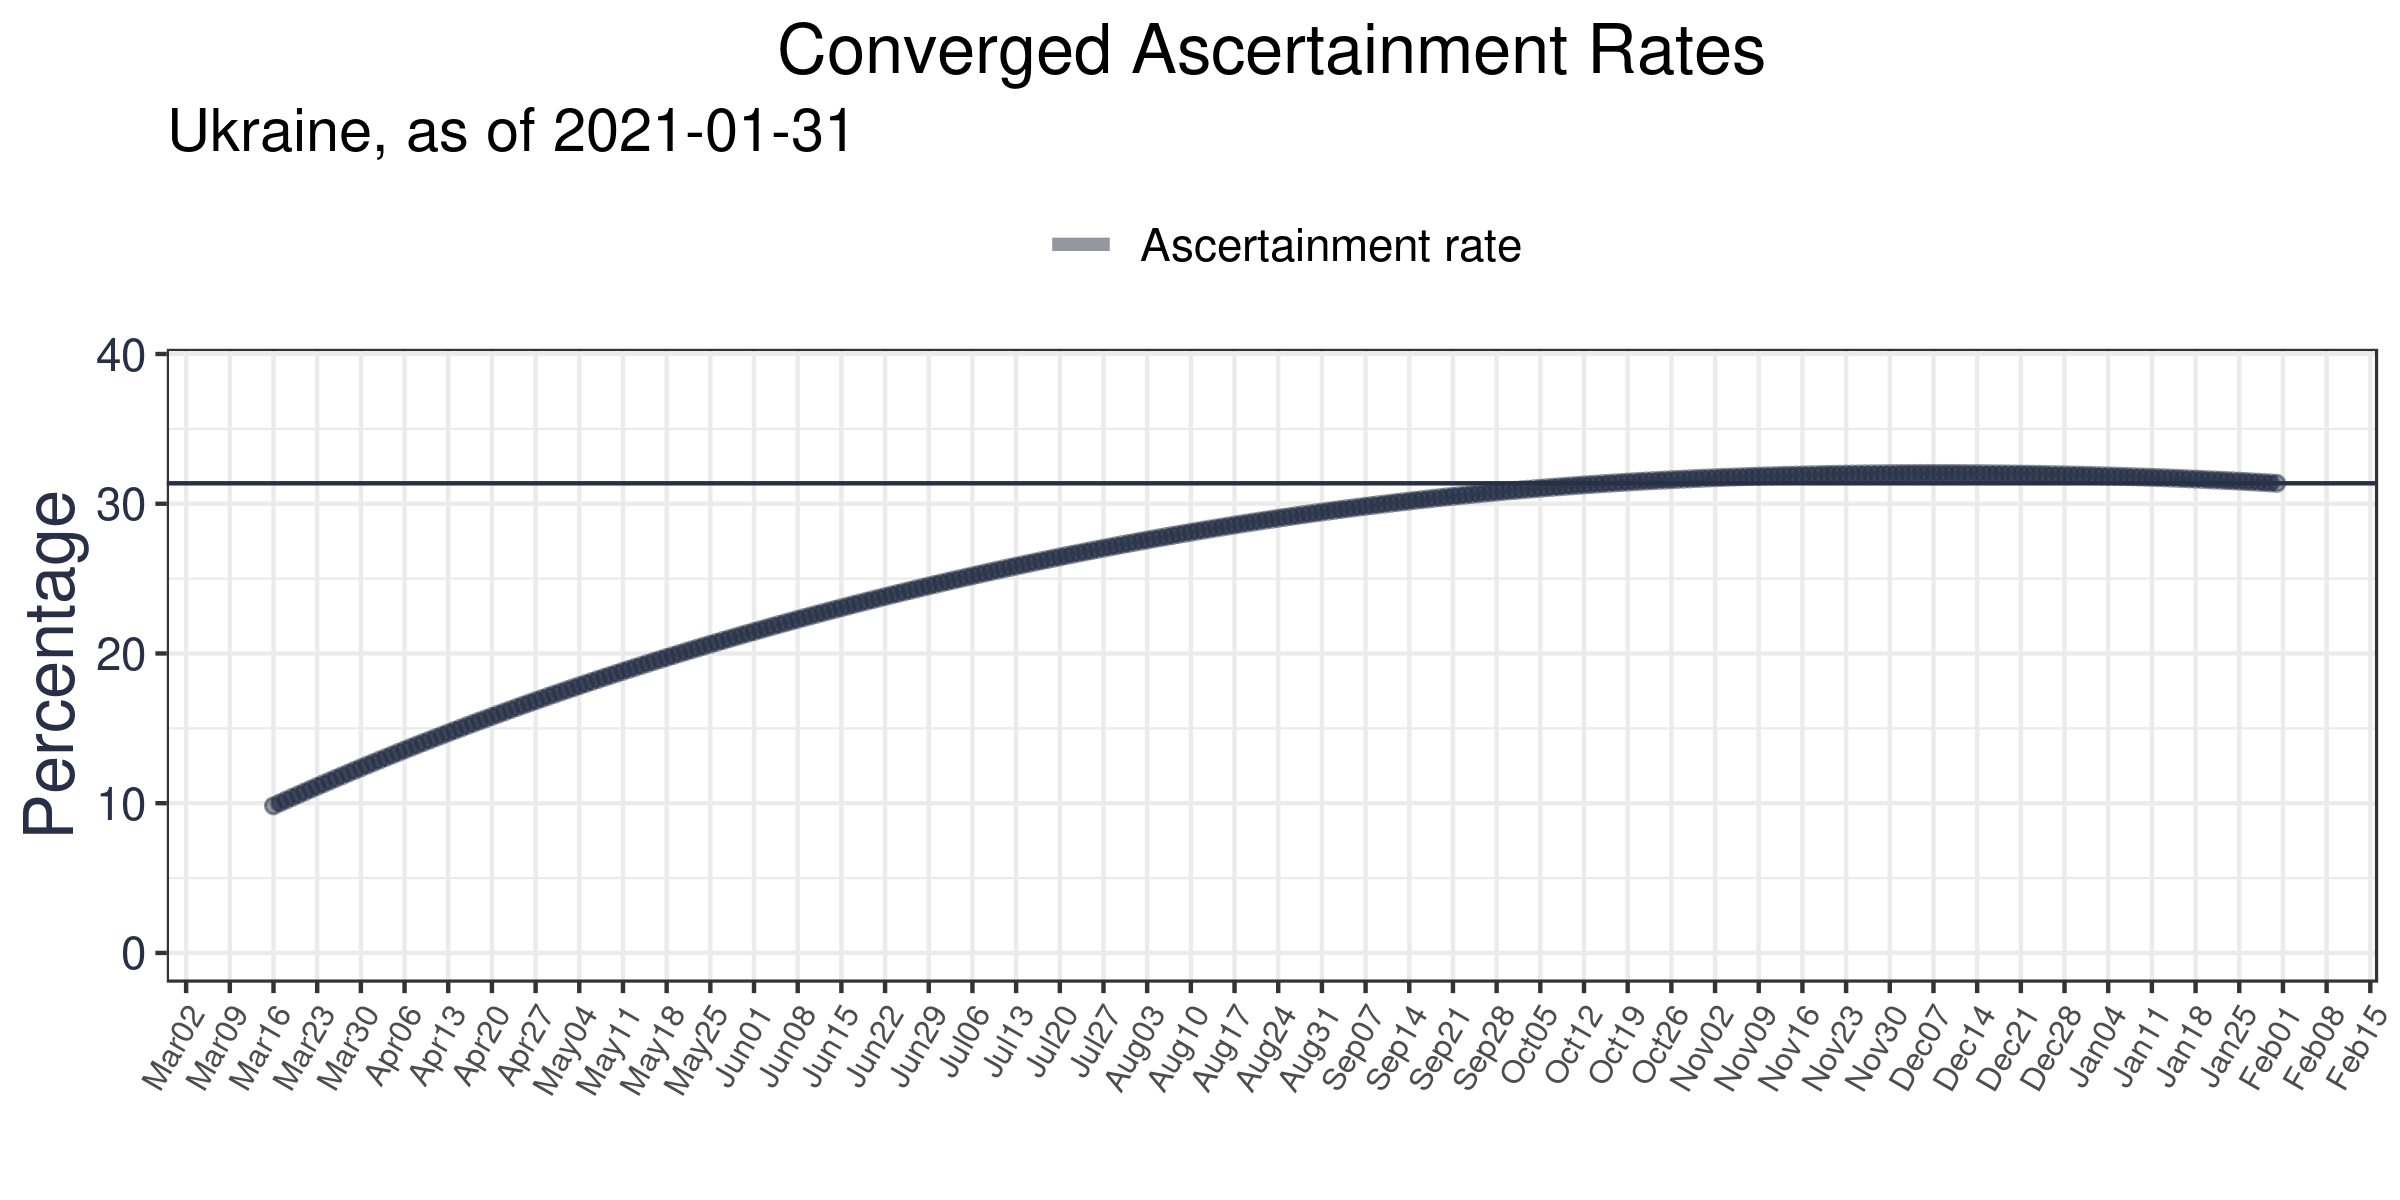 Converged Ascertainment Rates
Ukraine, as of 2021-01-31
Ascertainment rate
Percentage
40
30
20
10
0
Mar02 Mar09 Mar16 Mar23 Mar30 Apr06 Apr13 Apr20 Apr27 May04 May11 May18 May25 Jun01 Jun08 Jun15 Jun22 Jun29 Jul06 Jul13 Jul20 Jul27 Aug03 Aug10 Aug17 Aug24 Aug31 Sep07 Sep14 Sep21 Sep28 Oct05 Oct12 Oct19 Oct26 Nov02 Nov09 Nov16 Nov23 Nov30 Dec07 Dec14 Dec21 Dec28 Jan04 Jan11 Jan18 Jan25 Feb01 Feb08 Feb15